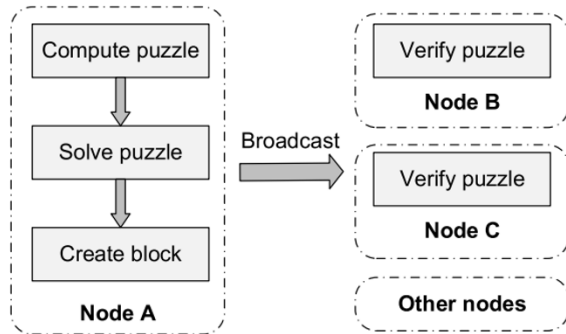 Compute puzzle
Solve puzzle
Create block
Node A
Broadcast
Verify puzzle
Node B
Verify puzzle
Node C
Other nodes